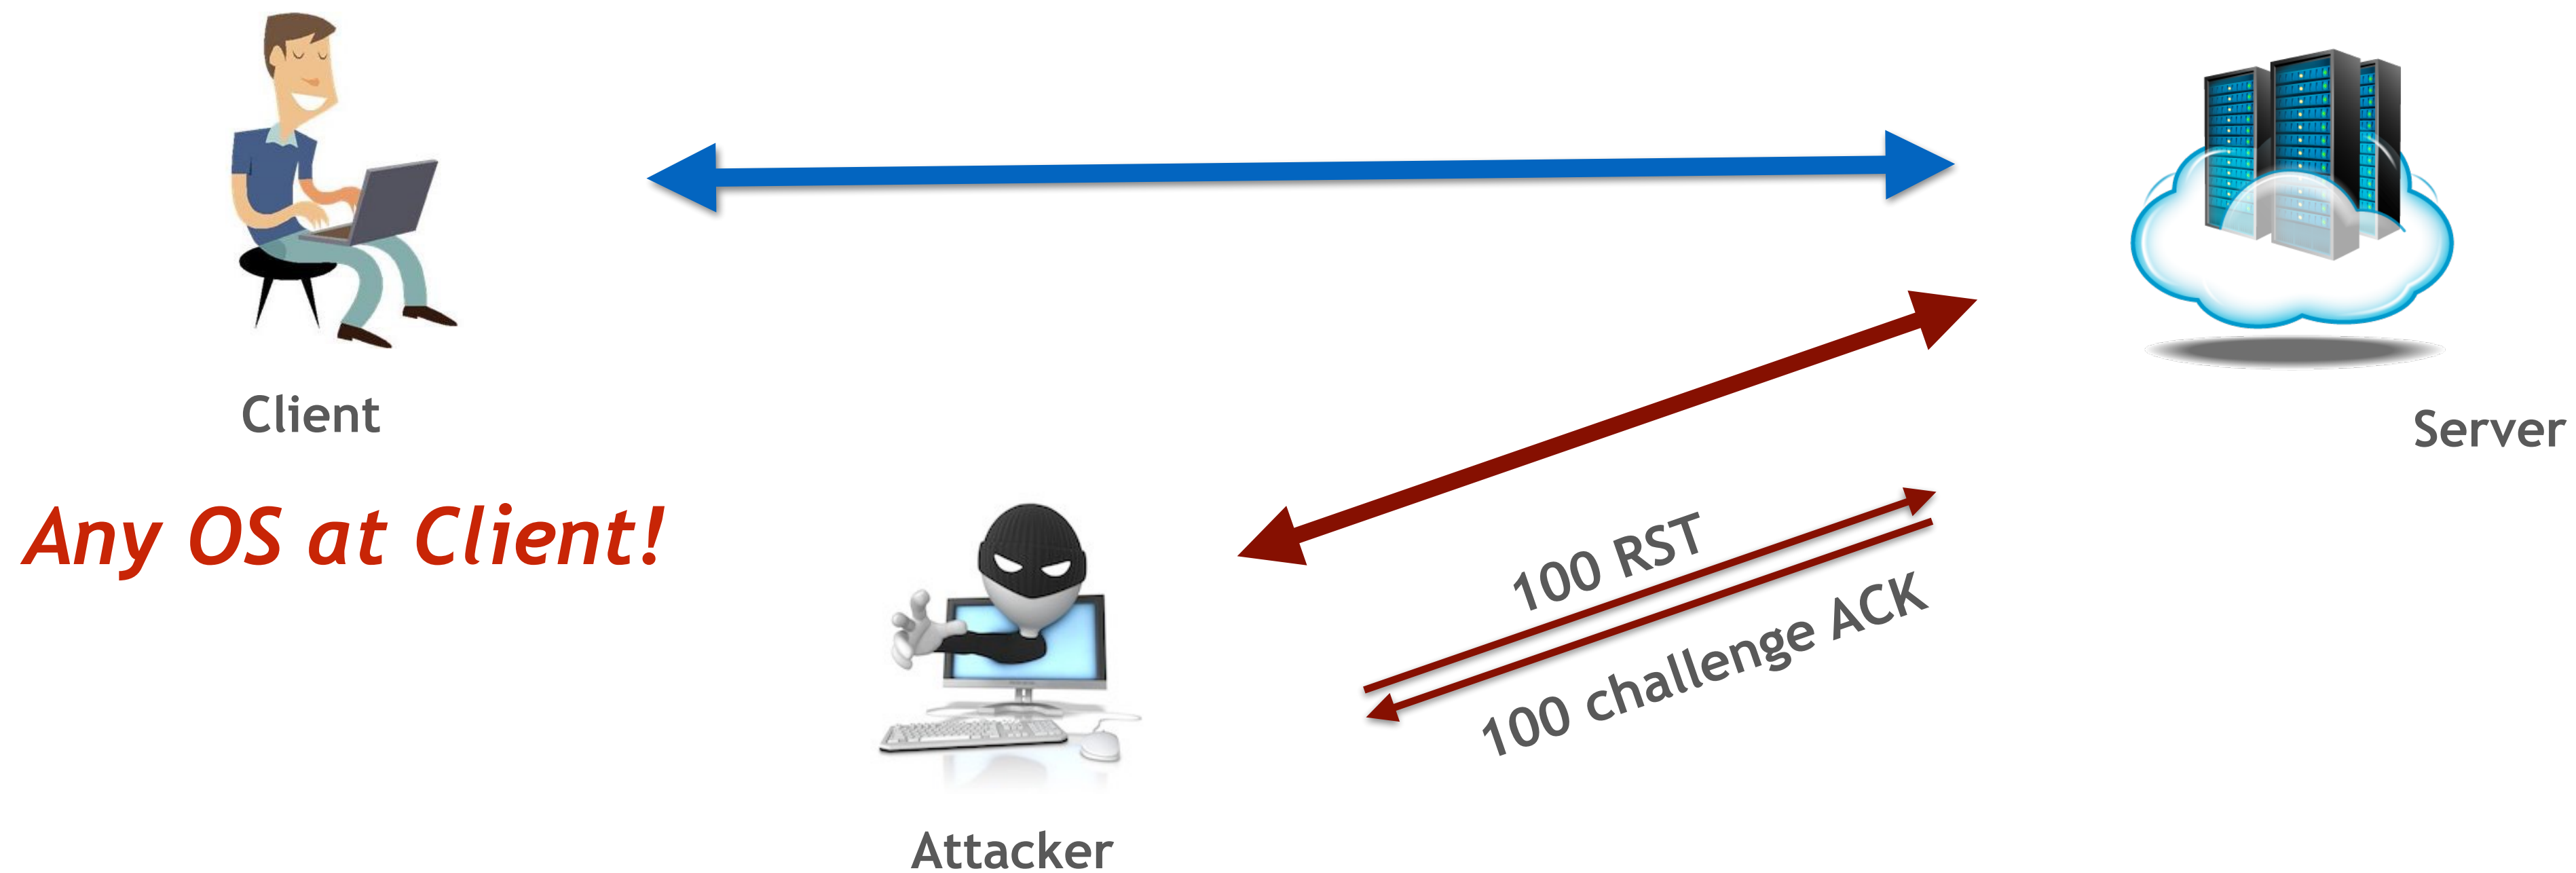 Client
Server
Any OS at Client!
100 RST
100 challenge ACK
Attacker